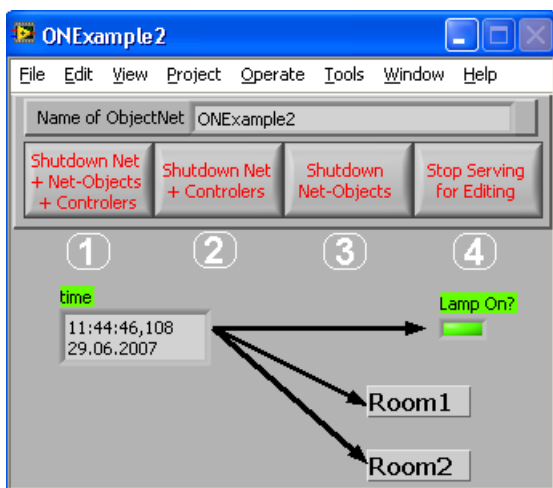 ONExample2
File Edit View Project Operate Tools Window Help
Name of ObjectNet ONExample2
Shutdown Net
+ Net-Objects
+ Controlers
Shutdown Net
+ Controlers
Shutdown
Net-Objects
Stop Serving
for Editing
1 2 3 4
time
11:44:46,108
29.06.2007
Lamp On?
Room1
Room2